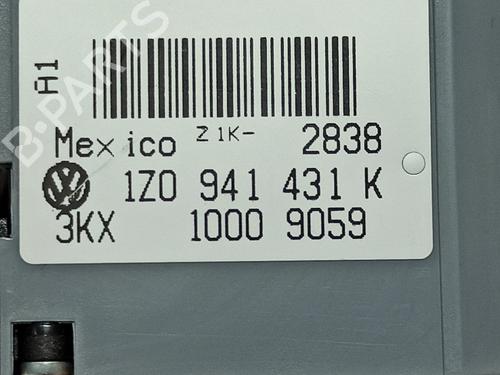 A1
Mexico Z1K- 2838
1Z0 941 431 K
3KX 1000 9059
B-PARTS